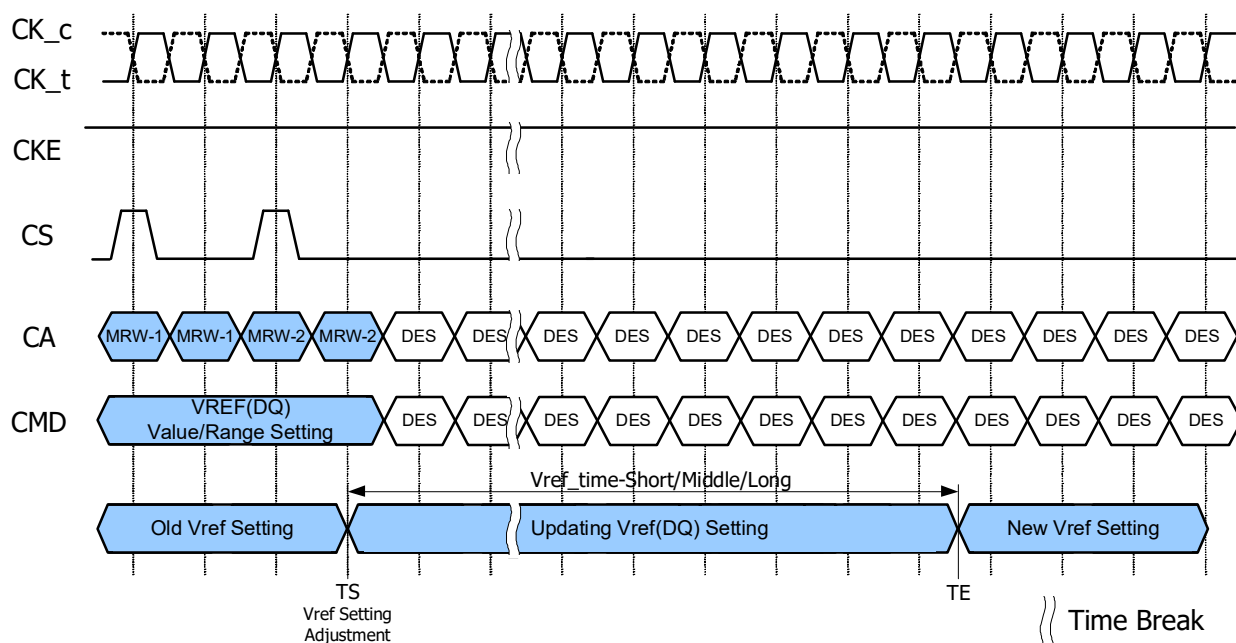 CK_c
CK_t
CKE
CS
CA MRW-1 MRW-1 MRW-2 MRW-2 DES DES DES DES DES DES DES DES DES DES DES DES
CMD VREF(DQ) Value/Range Setting DES DES DES DES DES DES DES DES DES DES DES DES
Vref_time-Short/Middle/Long
Old Vref Setting Updating Vref(DQ) Setting New Vref Setting
TS TE
Vref Setting
Adjustment
Time Break